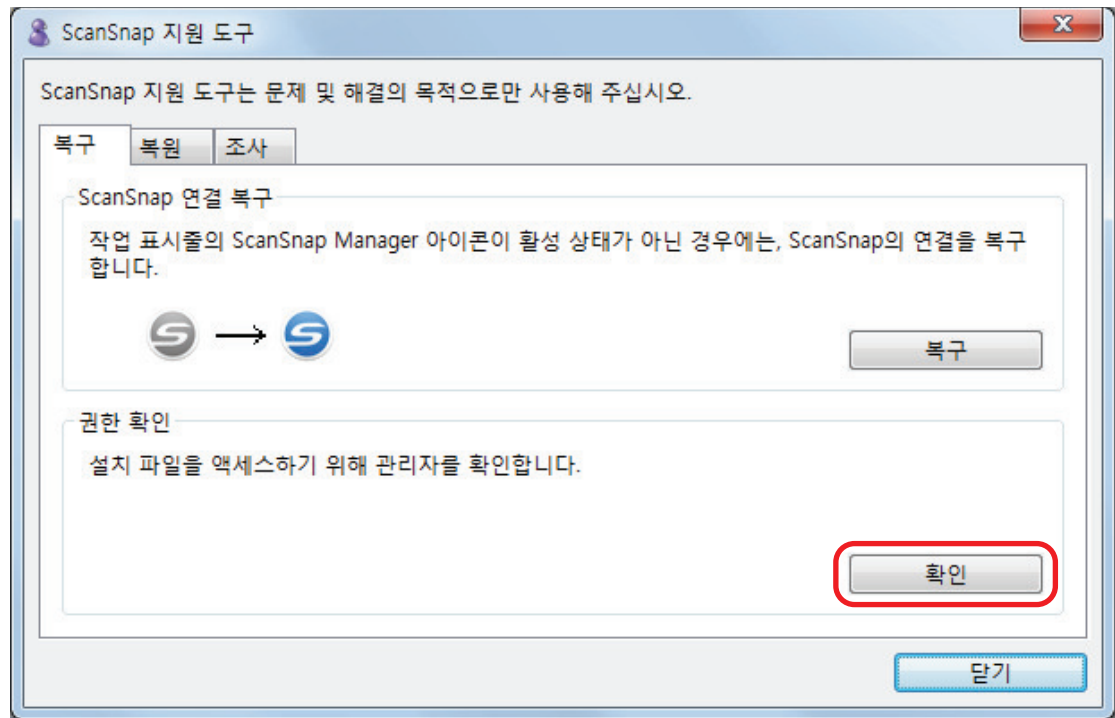 ScanSnap 지원 도구
ScanSnap 지원 도구는 문제 및 해결의 목적으로만 사용해 주십시오.
복구 복원 조사
ScanSnap 연결 복구
작업 표시줄의 ScanSnap Manager 아이콘이 활성 상태가 아닌 경우에는, ScanSnap의 연결을 복구
합니다.
복구
권한 확인
설치 파일을 액세스하기 위해 관리자를 확인합니다.
확인
닫기